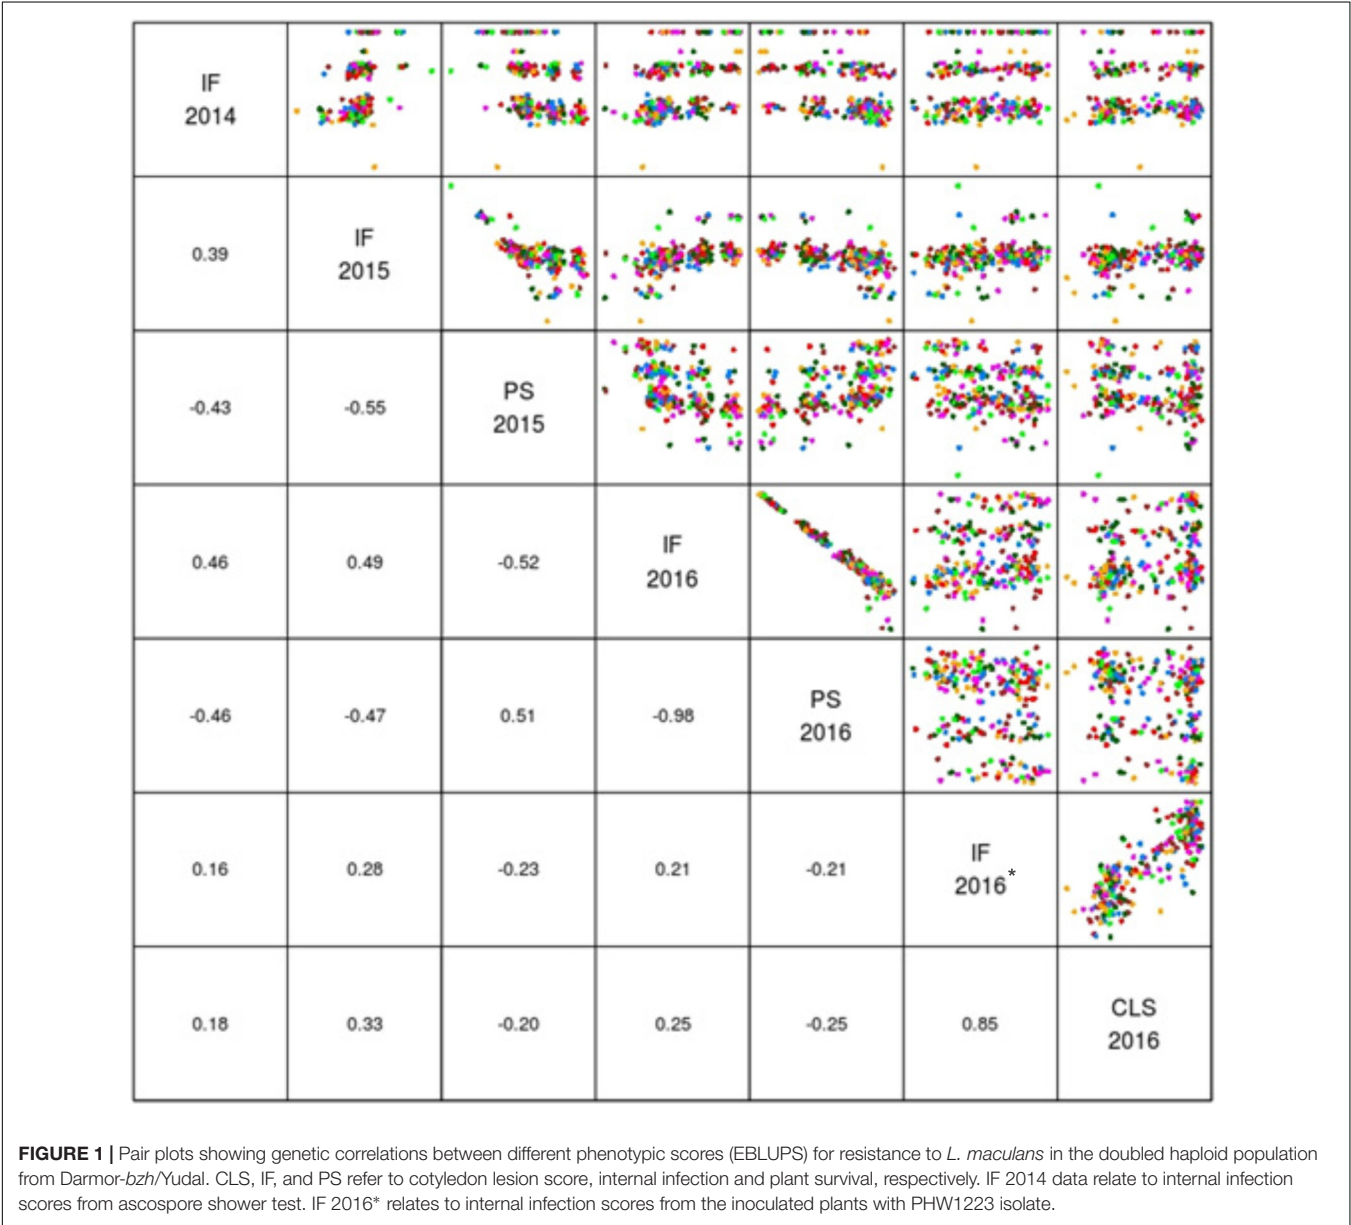 IF
2014
0.39
IF
2015
-0.43
-0.55
PS
2015
0.46
0.49
-0.52
IF
2016
-0.46
-0.47
0.51
-0.98
PS
2016
0.16
0.28
-0.23
0.21
-0.21
IF
2016*
0.18
0.33
-0.20
0.25
-0.25
0.85
CLS
2016
FIGURE 1 | Pair plots showing genetic correlations between different phenotypic scores (EBLUPS) for resistance to L. maculans in the doubled haploid population
from Darmor-bzh/Yudal. CLS, IF, and PS refer to cotyledon lesion score, internal infection and plant survival, respectively. IF 2014 data relate to internal infection
scores from ascospore shower test. IF 2016* relates to internal infection scores from the inoculated plants with PHW1223 isolate.